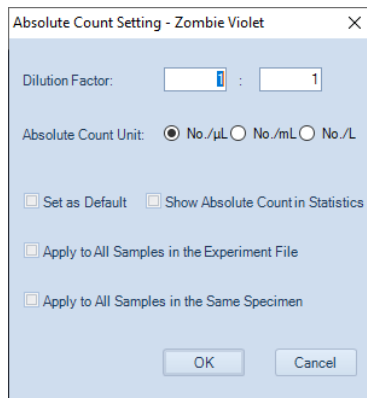 Absolute Count Setting - Zombie Violet
Dilution Factor: 1 : 1
Absolute Count Unit: No./µL No./mL No./L
Set as Default Show Absolute Count in Statistics
Apply to All Samples in the Experiment File
Apply to All Samples in the Same Specimen
OK Cancel